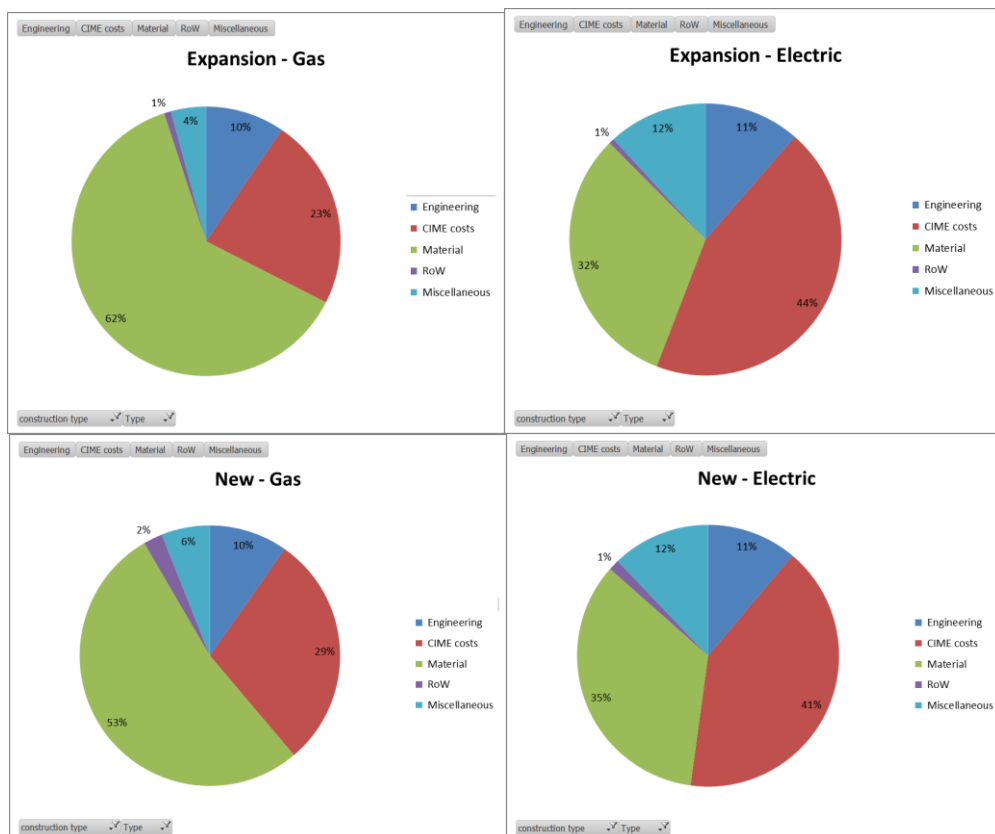 Engineering CIME costs Material RoW Miscellaneous
Expansion - Gas
1%
4%
10%
23%
62%
Engineering
CIME costs
Material
RoW
Miscellaneous
construction type Type
Engineering CIME costs Material RoW Miscellaneous
Expansion - Electric
1%
12%
11%
32%
44%
Engineering
CIME costs
Material
RoW
Miscellaneous
construction type Type
Engineering CIME costs Material RoW Miscellaneous
New - Gas
2%
6%
10%
29%
53%
Engineering
CIME costs
Material
RoW
Miscellaneous
construction type Type
Engineering CIME costs Material RoW Miscellaneous
New - Electric
1%
12%
11%
35%
41%
Engineering
CIME costs
Material
RoW
Miscellaneous
construction type Type